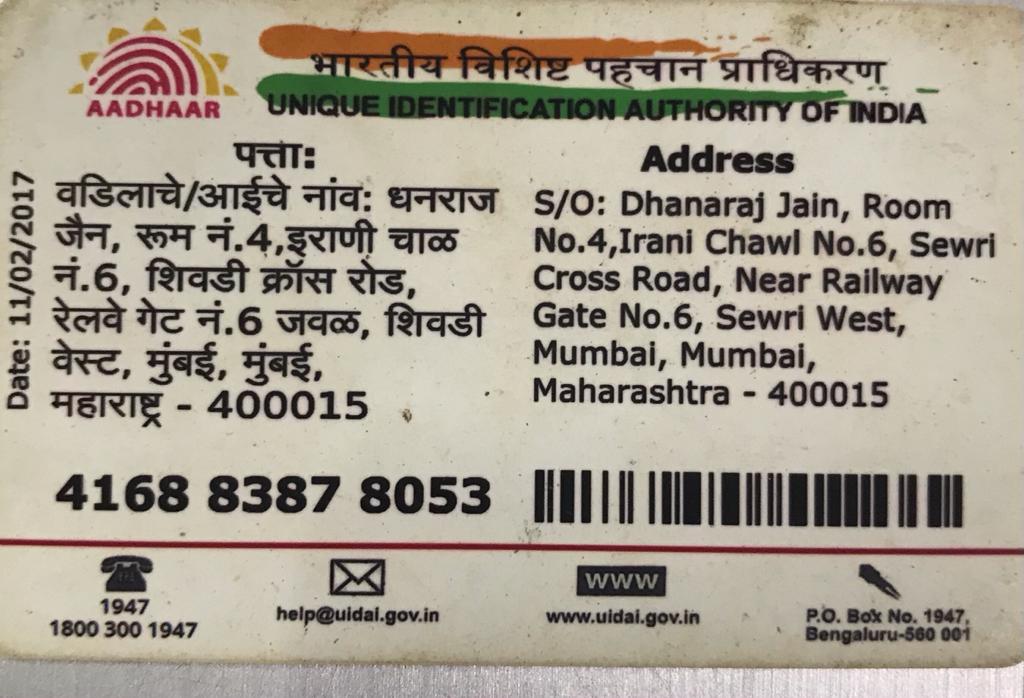 AADHAAR
भारतीय विशिष्ट पहचान प्राधिकरण
UNIQUE IDENTIFICATION AUTHORITY OF INDIA
Date: 11/02/2017
पत्ता:
वडिलाचे/आईचे नांव: धनराज
जैन, रूम नं.4,इराणी चाळ
नं.6, शिवडी क्रॉस रोड,
रेलवे गेट नं.6 जवळ, शिवडी
वेस्ट, मुंबई, मुंबई,
महाराष्ट्र - 400015
Address
S/O: Dhanaraj Jain, Room
No.4,Irani Chawl No.6, Sewri
Cross Road, Near Railway
Gate No.6, Sewri West,
Mumbai, Mumbai,
Maharashtra - 400015
4168 8387 8053
1947
1800 300 1947
help@uidai.gov.in
WWW
www.uidai.gov.in
P.O. Box No. 1947,
Bengaluru-560 001